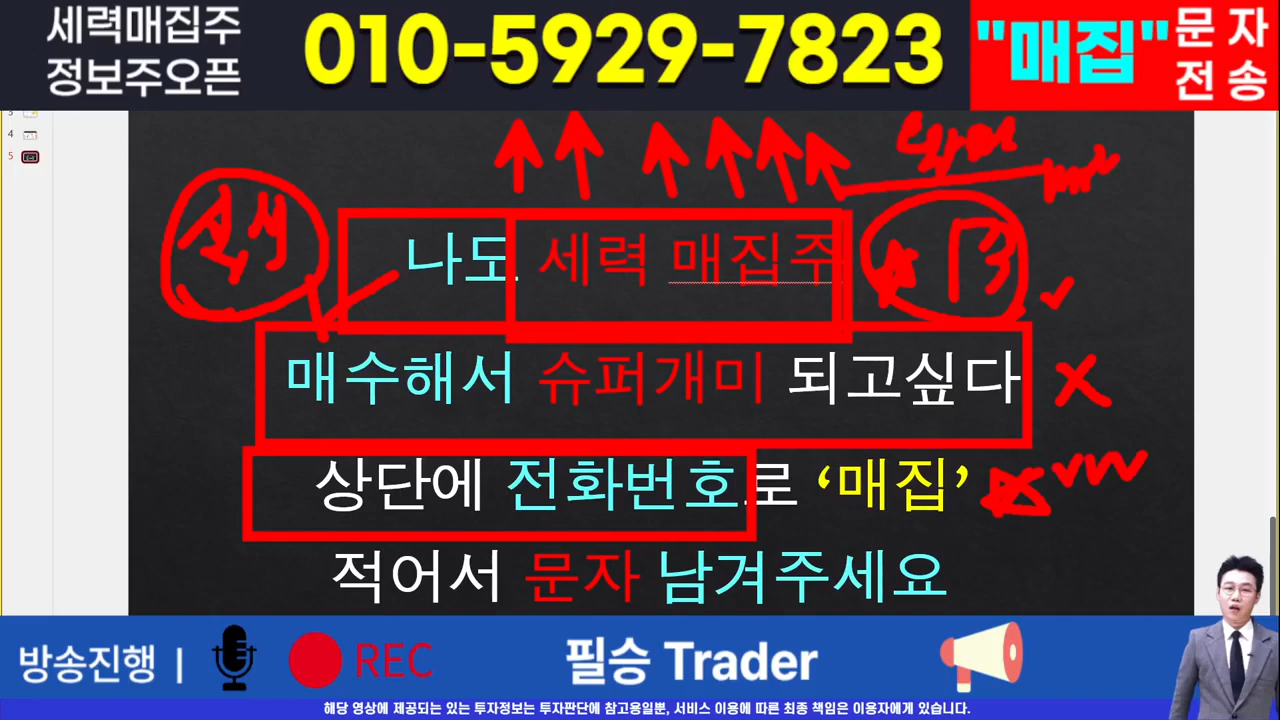 세력매집주
정보주오픈
010-5929-7823
"매집"
문자
전송
3
4
5
나도 세력 매집주
매수해서 슈퍼개미 되고싶다
상단에 전화번호로 ‘매집’
적어서 문자 남겨주세요
방송진행 |
REC
필승 Trader
해당 영상에 제공되는 있는 투자정보는 투자판단에 참고용일뿐, 서비스 이용에 따른 최종 책임은 이용자에게 있습니다.